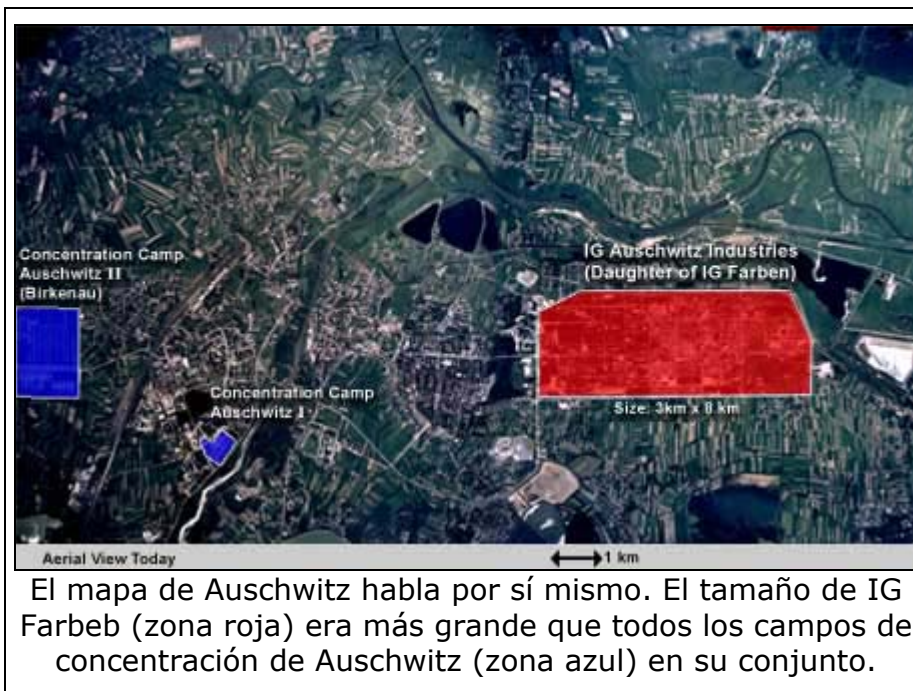 Concentration Camp
Auschwitz II
(Birkenau)
IG Auschwitz Industries
(Daughter of IG Farben)
Concentration Camp
Auschwitz I
Size: 3km x 8 km
Aerial View Today
1 km
El mapa de Auschwitz habla por sí mismo. El tamaño de IG
Farbeb (zona roja) era más grande que todos los campos de
concentración de Auschwitz (zona azul) en su conjunto.